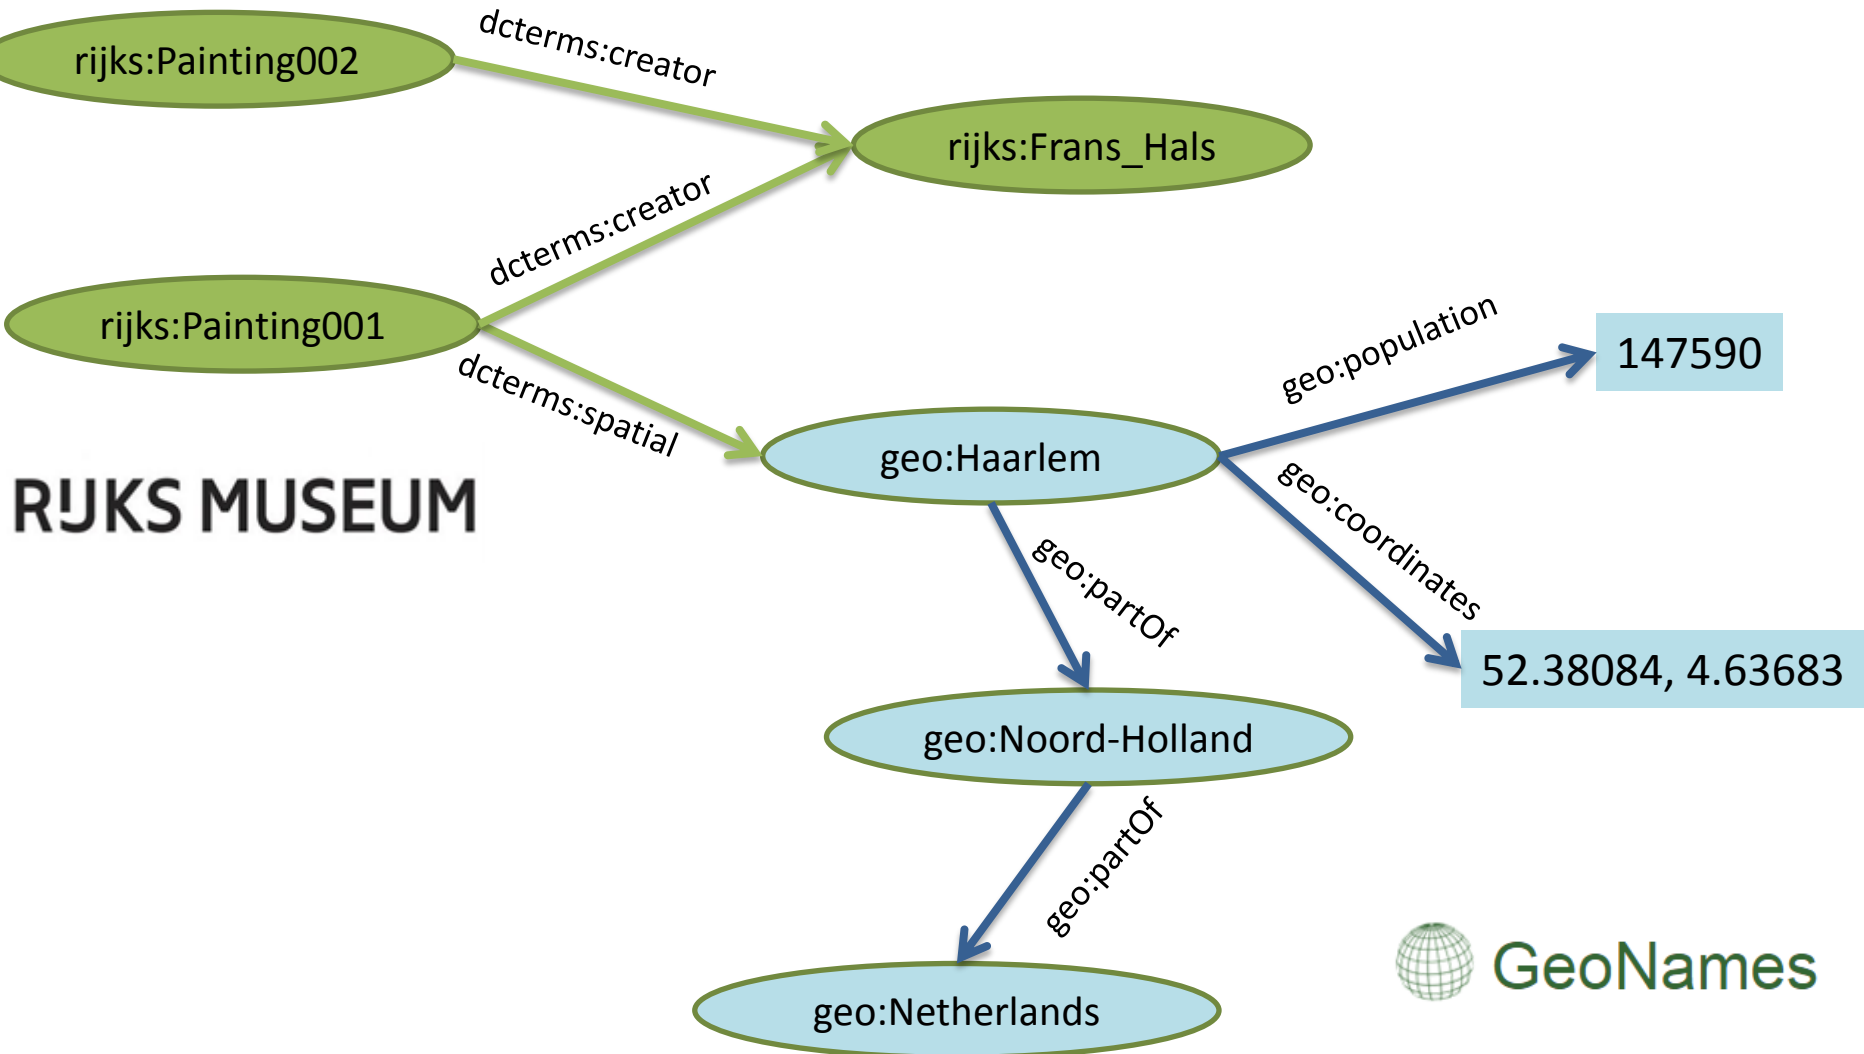 dcterms:creator
rijks:Painting002
rijks:Frans_Hals
dcterms:creator
rijks:Painting001
dcterms:spatial
geo:population
147590
geo:Haarlem
geo:coordinates
RIJKS MUSEUM
geo:partOf
52.38084, 4.63683
geo:Noord-Holland
geo:partOf
GeoNames
geo:Netherlands